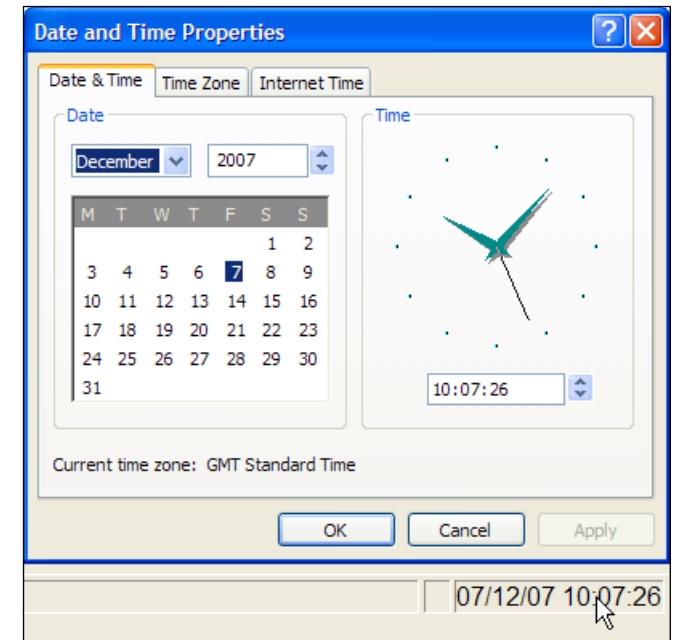 Date and Time Properties
Date & Time Time Zone Internet Time
Date
December 2007
M T W T F S S
1 2
3 4 5 6 7 8 9
10 11 12 13 14 15 16
17 18 19 20 21 22 23
24 25 26 27 28 29 30
31
Time
10:07:26
Current time zone: GMT Standard Time
OK Cancel Apply
07/12/07 10:07:26